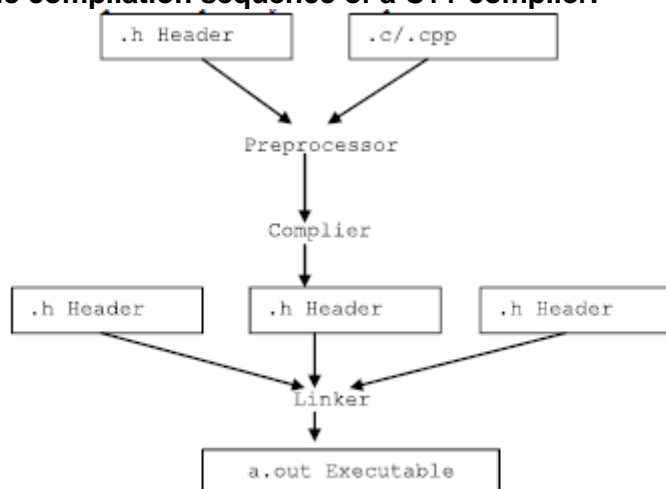 compilation sequence of a C++ compiler.
.h Header .c/.cpp
Preprocessor
Complier
.h Header .h Header .h Header
Linker
a.out Executable